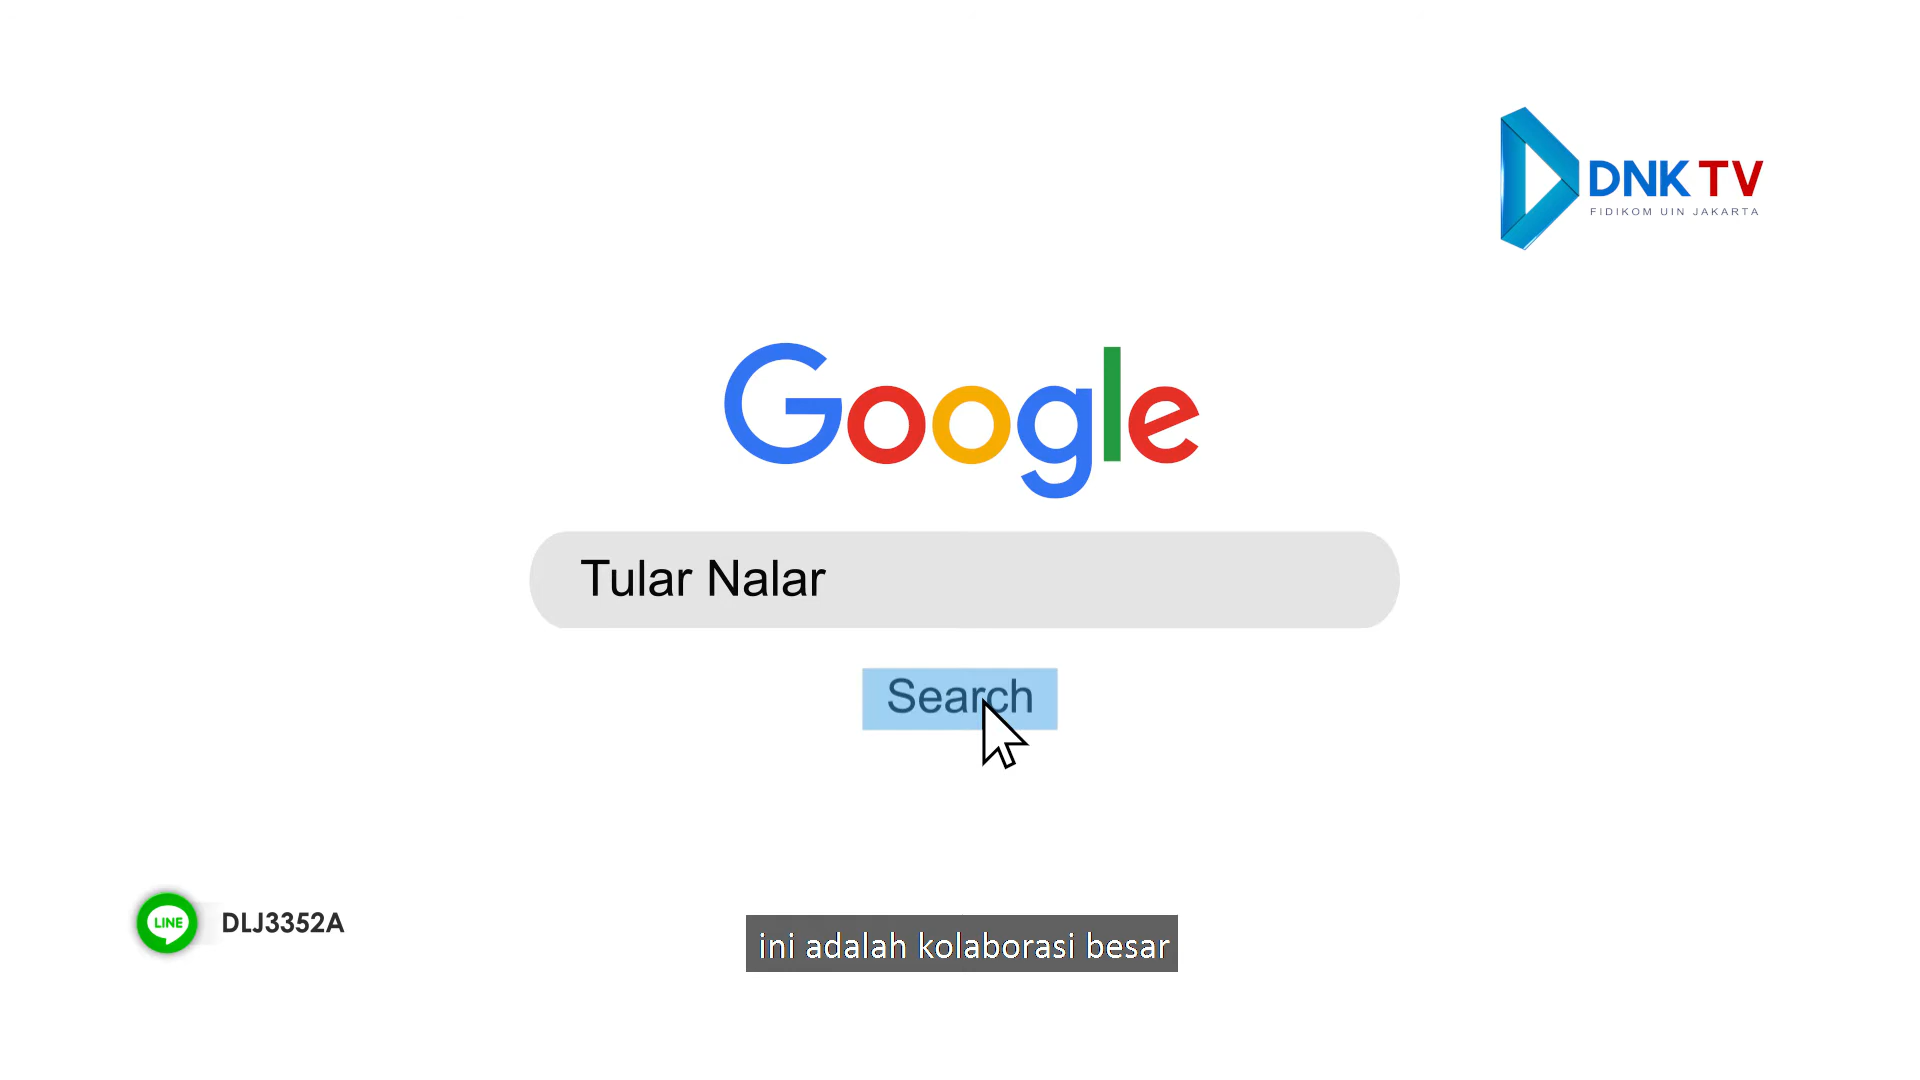 DNK TV
FIDIKOM UIN JAKARTA
Google
Tular Nalar
Search
LINE
DLJ3352A
ini adalah kolaborasi besar